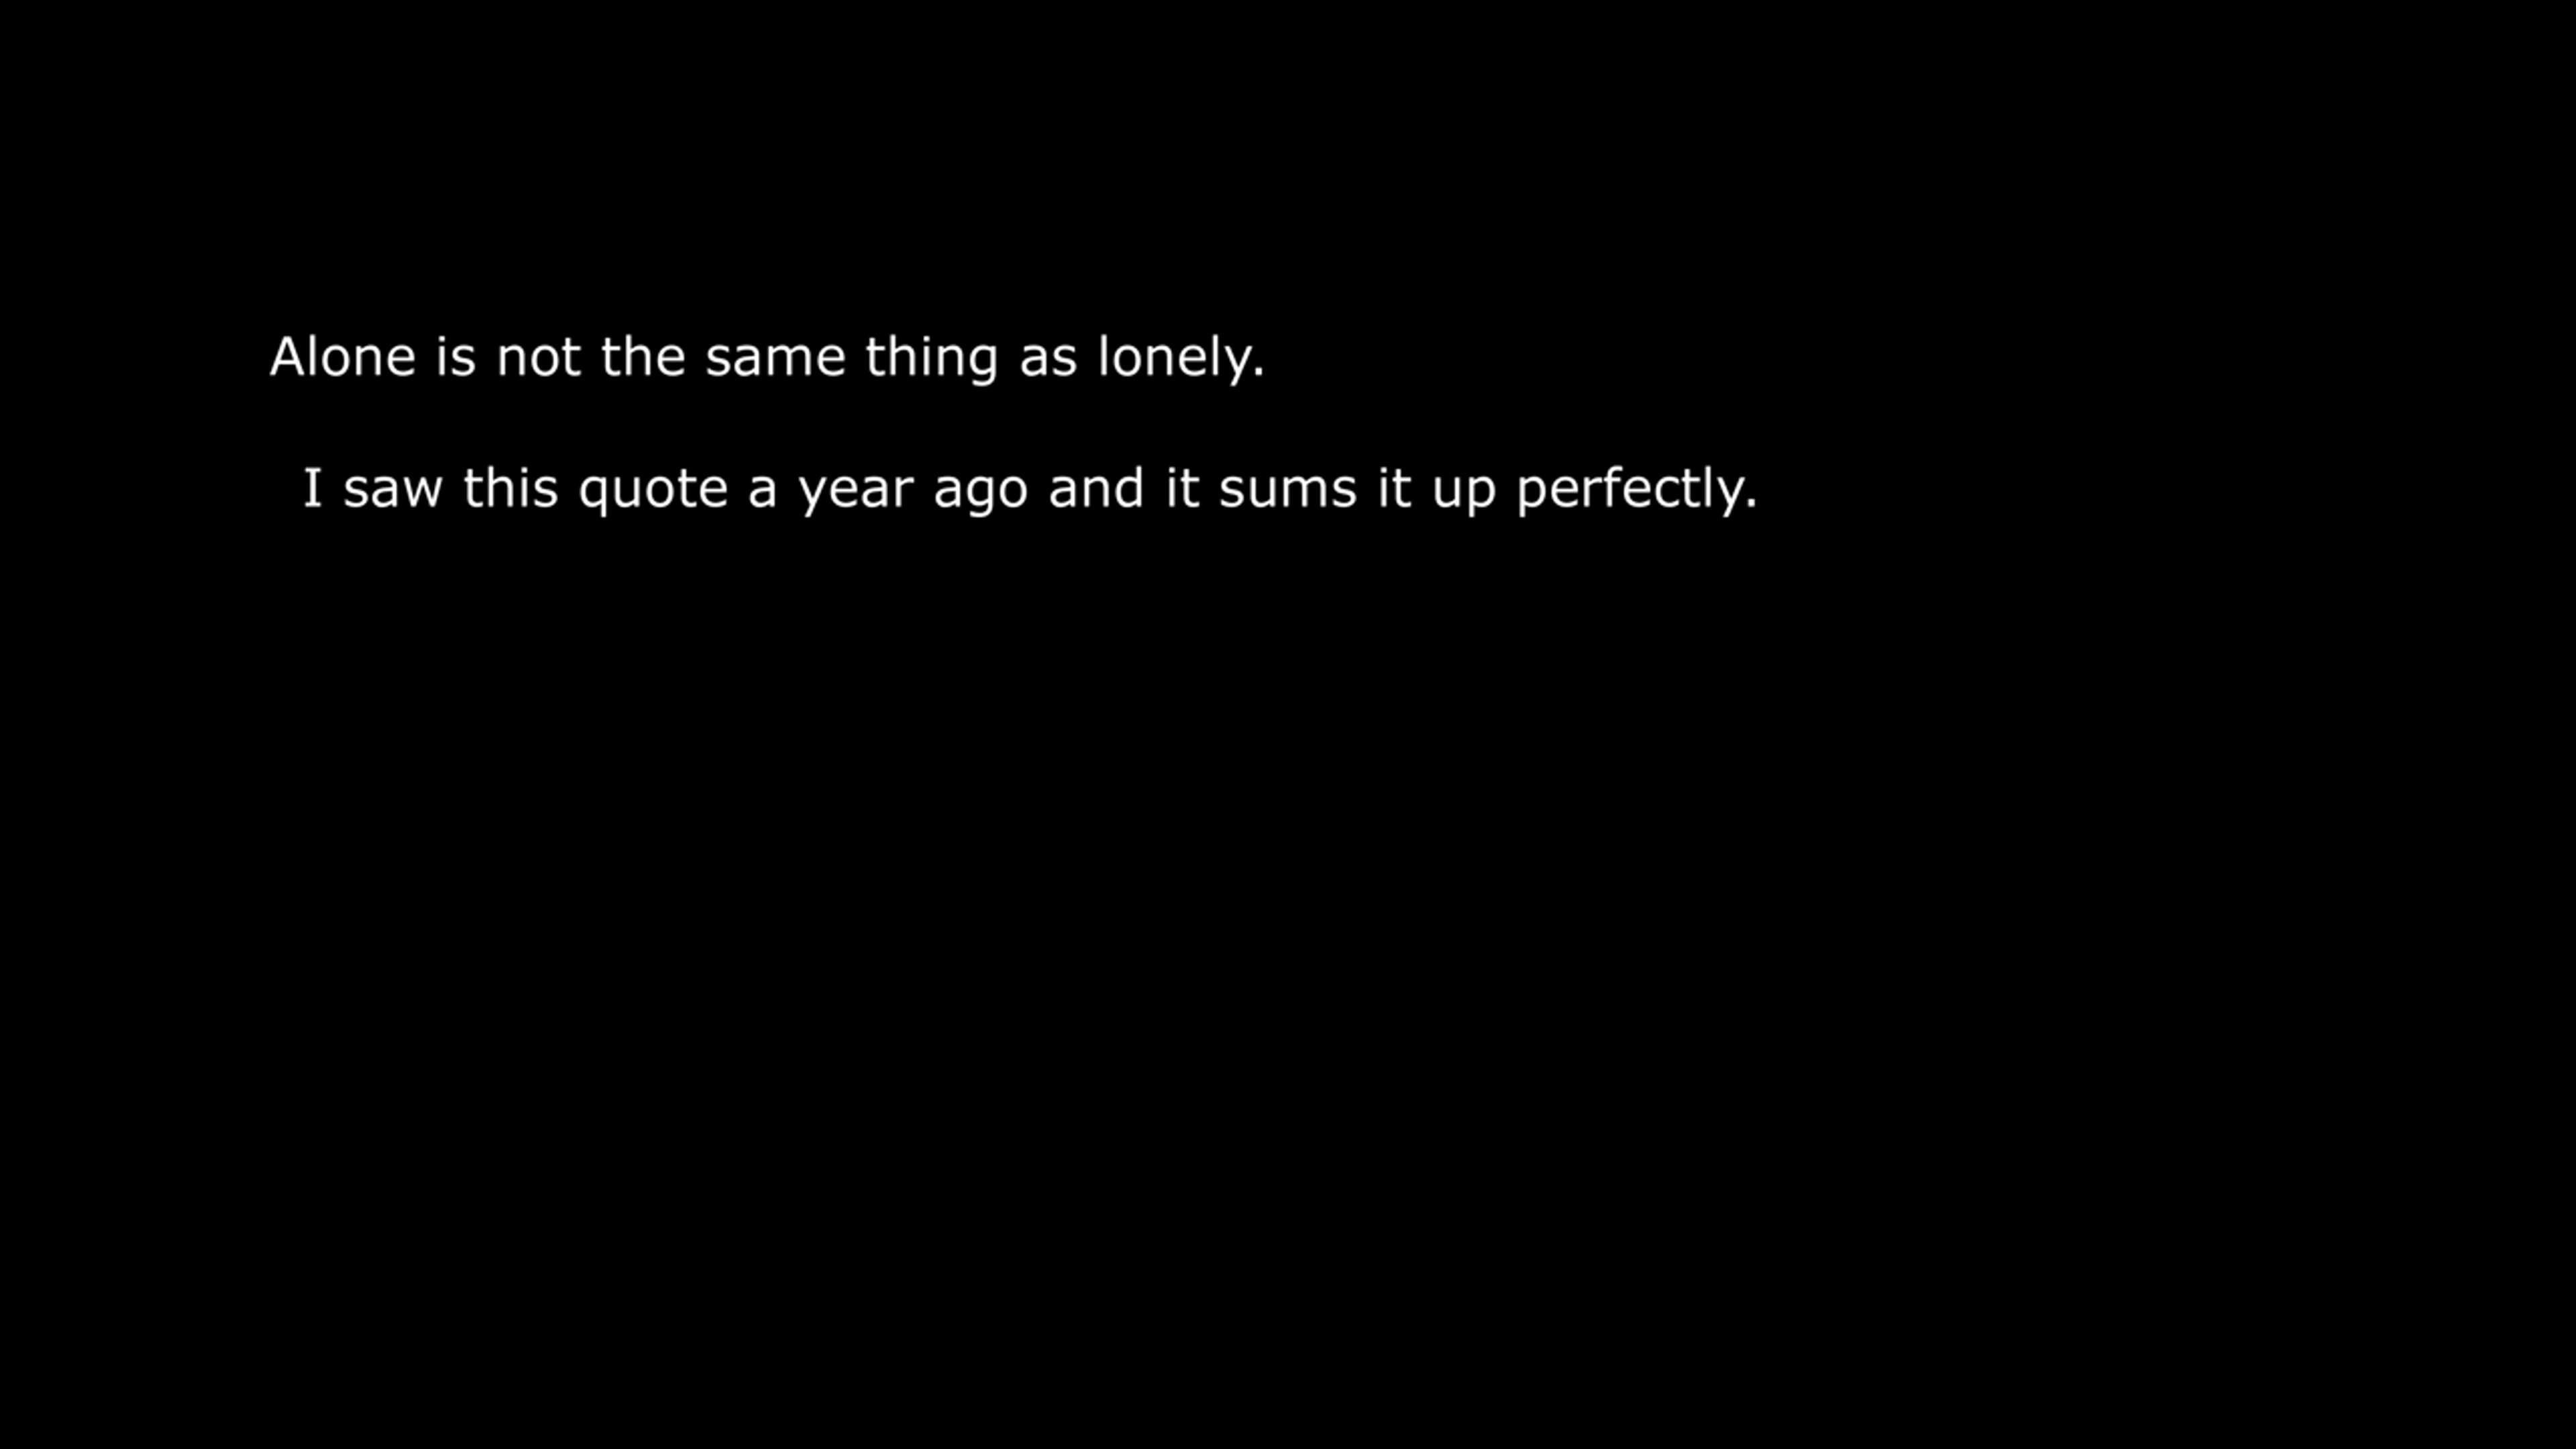 Alone is not the same thing as lonely.
I saw this quote a year ago and it sums it up perfectly.